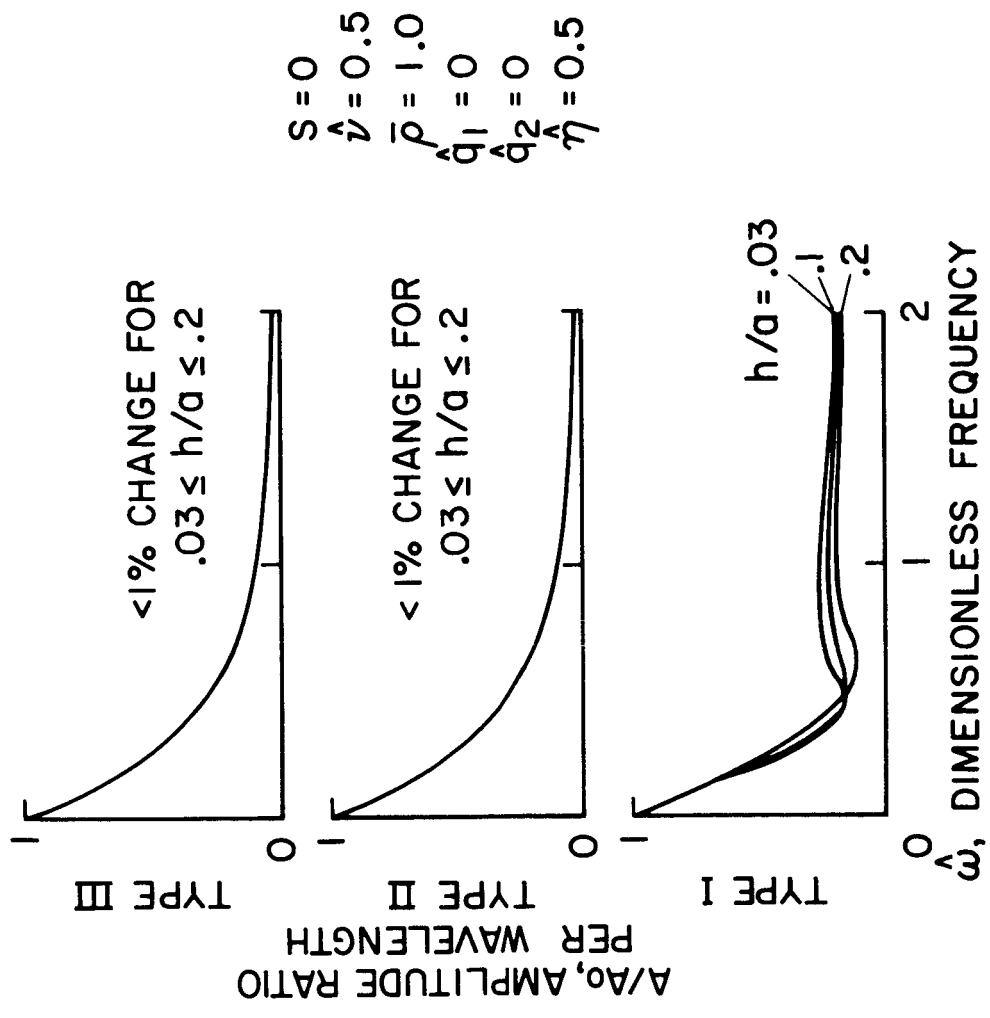 A/Ao, AMPLITUDE RATIO
PER WAVELENGTH
TYPE III
1
0
<1% CHANGE FOR
.03 ≤ h/a ≤ .2
TYPE II
1
0
<1% CHANGE FOR
.03 ≤ h/a ≤ .2
TYPE I
1
0
1
2
h/a = .03
.1
.2
ω̂, DIMENSIONLESS FREQUENCY
S = 0
ν̂ = 0.5
ρ̄ = 1.0
q̂1 = 0
q̂2 = 0
η̂ = 0.5